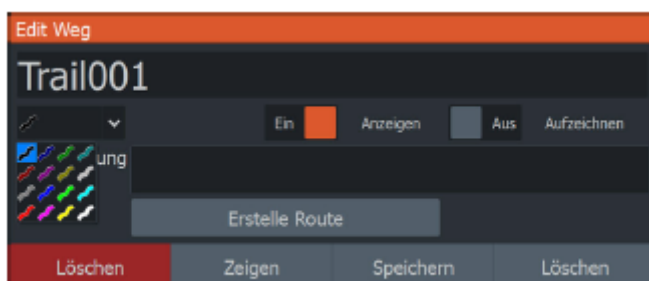 Edit Weg
Trail001
Ein Anzeigen Aus Aufzeichnen
ung
Erstelle Route
Löschen Zeigen Speichern Löschen